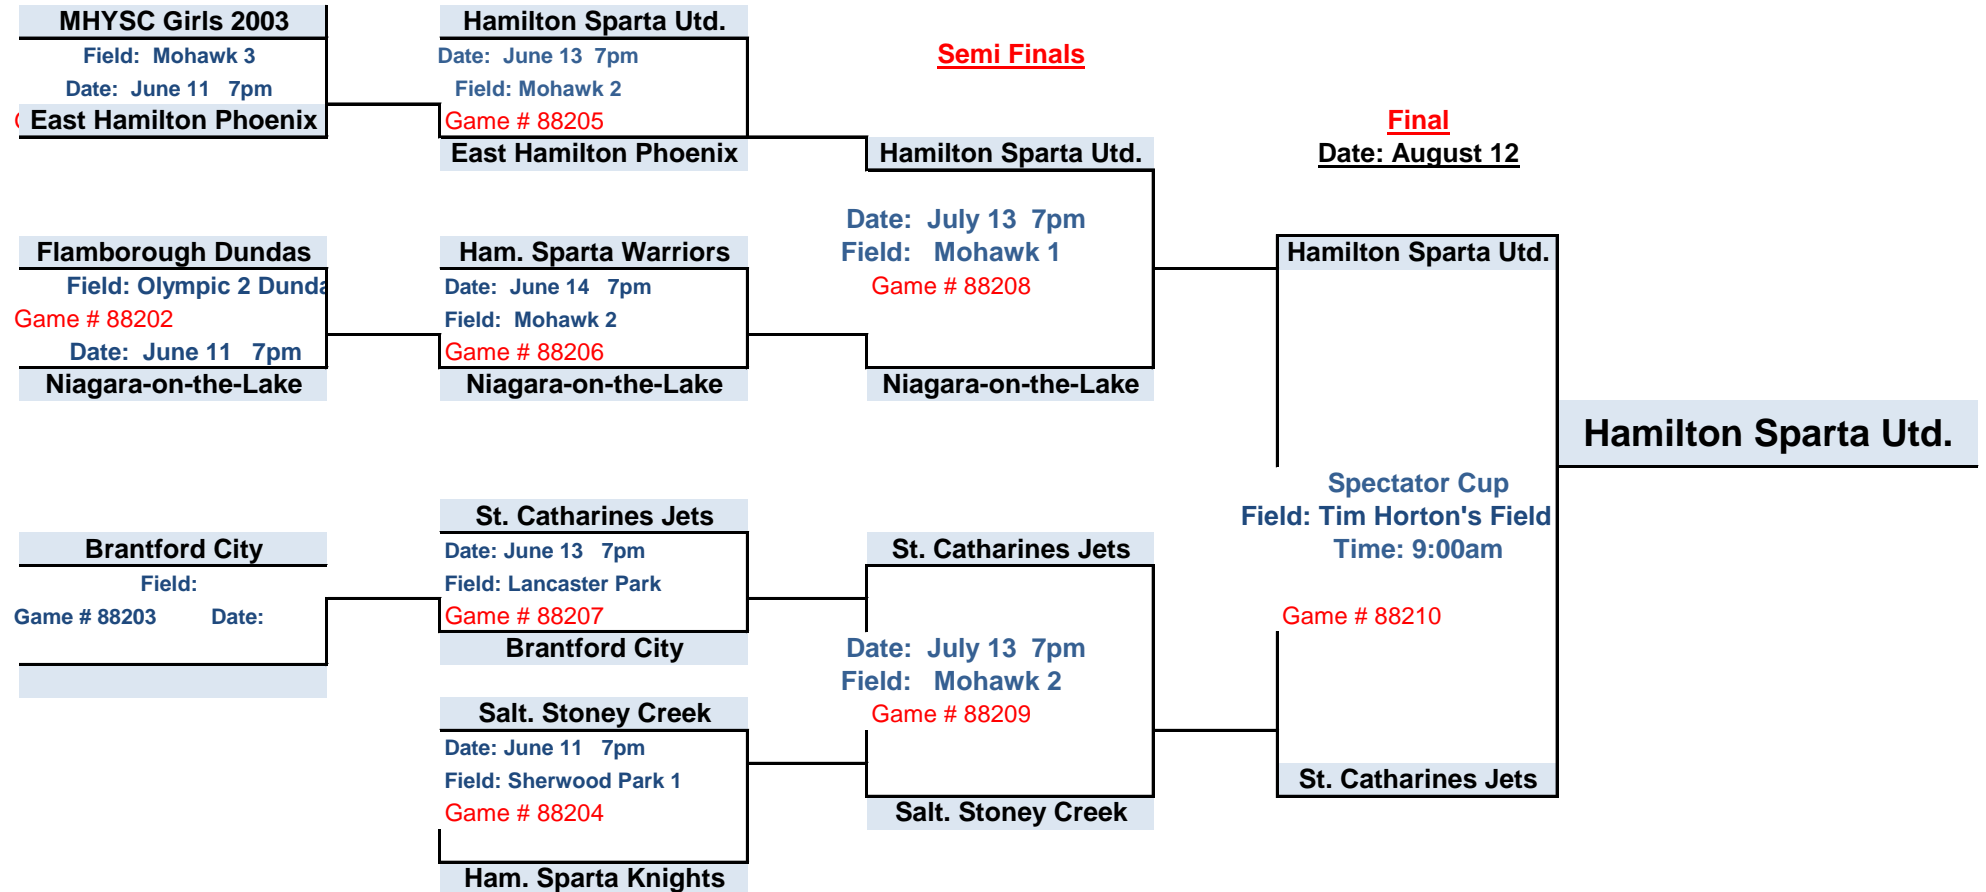 MHYSC Girls 2003
Field: Mohawk 3
Date: June 11 7pm
East Hamilton Phoenix
Flamborough Dundas
Field: Olympic 2 Dunda
Game # 88202
Date: June 11 7pm
Niagara-on-the-Lake
Brantford City
Field:
Game # 88203 Date:
Hamilton Sparta Utd.
Date: June 13 7pm
Field: Mohawk 2
Game # 88205
East Hamilton Phoenix
Ham. Sparta Warriors
Date: June 14 7pm
Field: Mohawk 2
Game # 88206
Niagara-on-the-Lake
St. Catharines Jets
Date: June 13 7pm
Field: Lancaster Park
Game # 88207
Brantford City
Salt. Stoney Creek
Date: June 11 7pm
Field: Sherwood Park 1
Game # 88204
Ham. Sparta Knights
Semi Finals
Hamilton Sparta Utd.
Date: July 13 7pm
Field: Mohawk 1
Game # 88208
Niagara-on-the-Lake
St. Catharines Jets
Date: July 13 7pm
Field: Mohawk 2
Game # 88209
Salt. Stoney Creek
Final
Date: August 12
Hamilton Sparta Utd.
Spectator Cup
Field: Tim Horton's Field
Time: 9:00am
Game # 88210
St. Catharines Jets
Hamilton Sparta Utd.